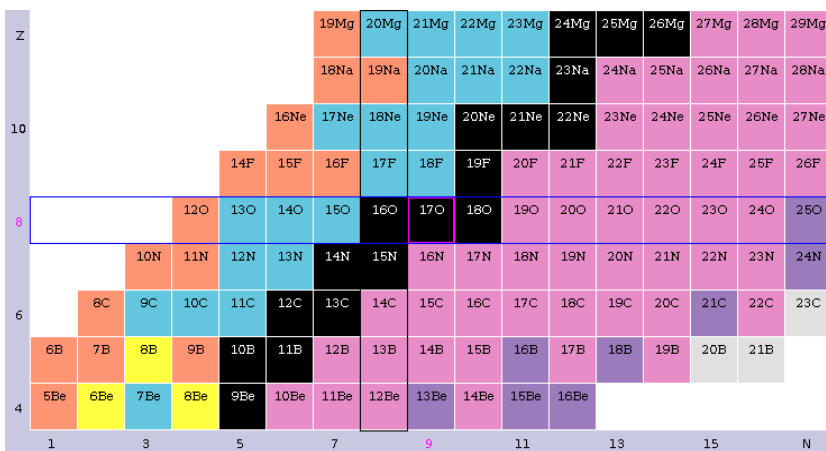 Z 19Mg 20Mg 21Mg 22Mg 23Mg 24Mg 25Mg 26Mg 27Mg 28Mg 29Mg
18Na 19Na 20Na 21Na 22Na 23Na 24Na 25Na 26Na 27Na 28Na
10 16Ne 17Ne 18Ne 19Ne 20Ne 21Ne 22Ne 23Ne 24Ne 25Ne 26Ne 27Ne
14F 15F 16F 17F 18F 19F 20F 21F 22F 23F 24F 25F 26F
8 12O 13O 14O 15O 16O 17O 18O 19O 20O 21O 22O 23O 24O 25O
10N 11N 12N 13N 14N 15N 16N 17N 18N 19N 20N 21N 22N 23N 24N
6 8C 9C 10C 11C 12C 13C 14C 15C 16C 17C 18C 19C 20C 21C 22C 23C
6B 7B 8B 9B 10B 11B 12B 13B 14B 15B 16B 17B 18B 19B 20B 21B
4 5Be 6Be 7Be 8Be 9Be 10Be 11Be 12Be 13Be 14Be 15Be 16Be
1 3 5 7 9 11 13 15 N